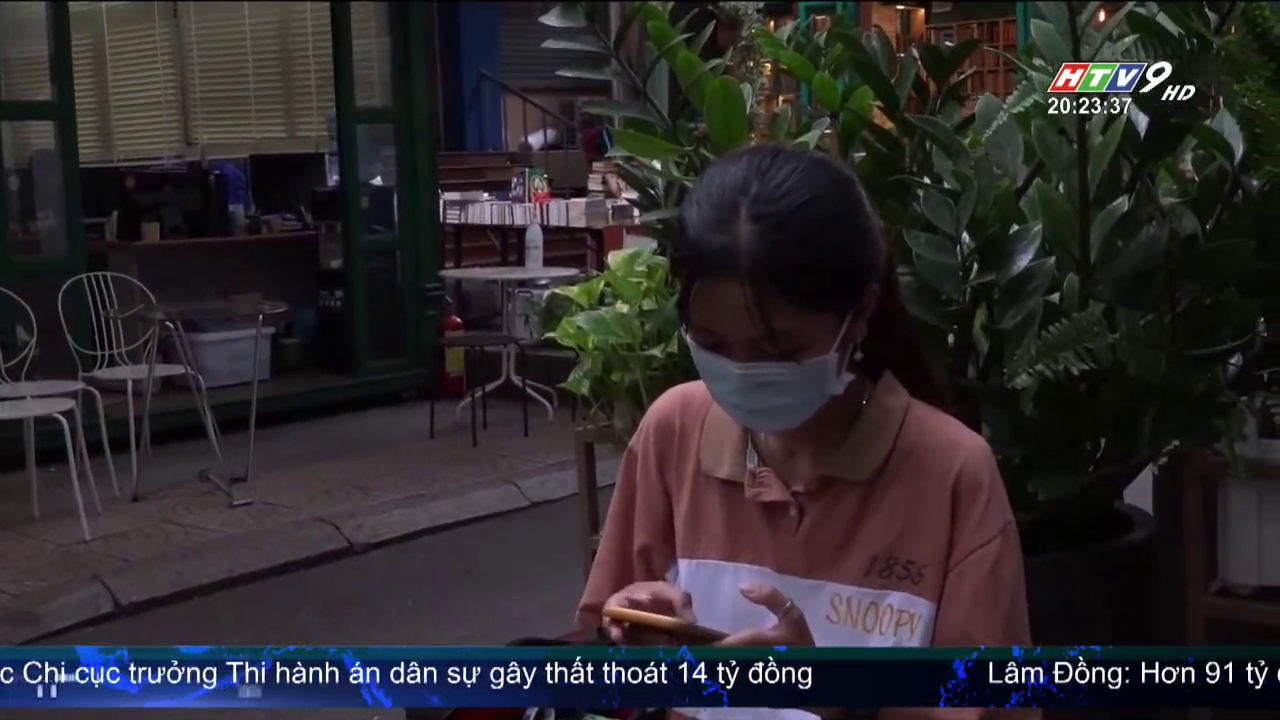 HTV9 HD
20:23:37
1856
SNOOPY
c Chi cục trưởng Thi hành án dân sự gây thất thoát 14 tỷ đồng
Lâm Đồng: Hơn 91 tỷ